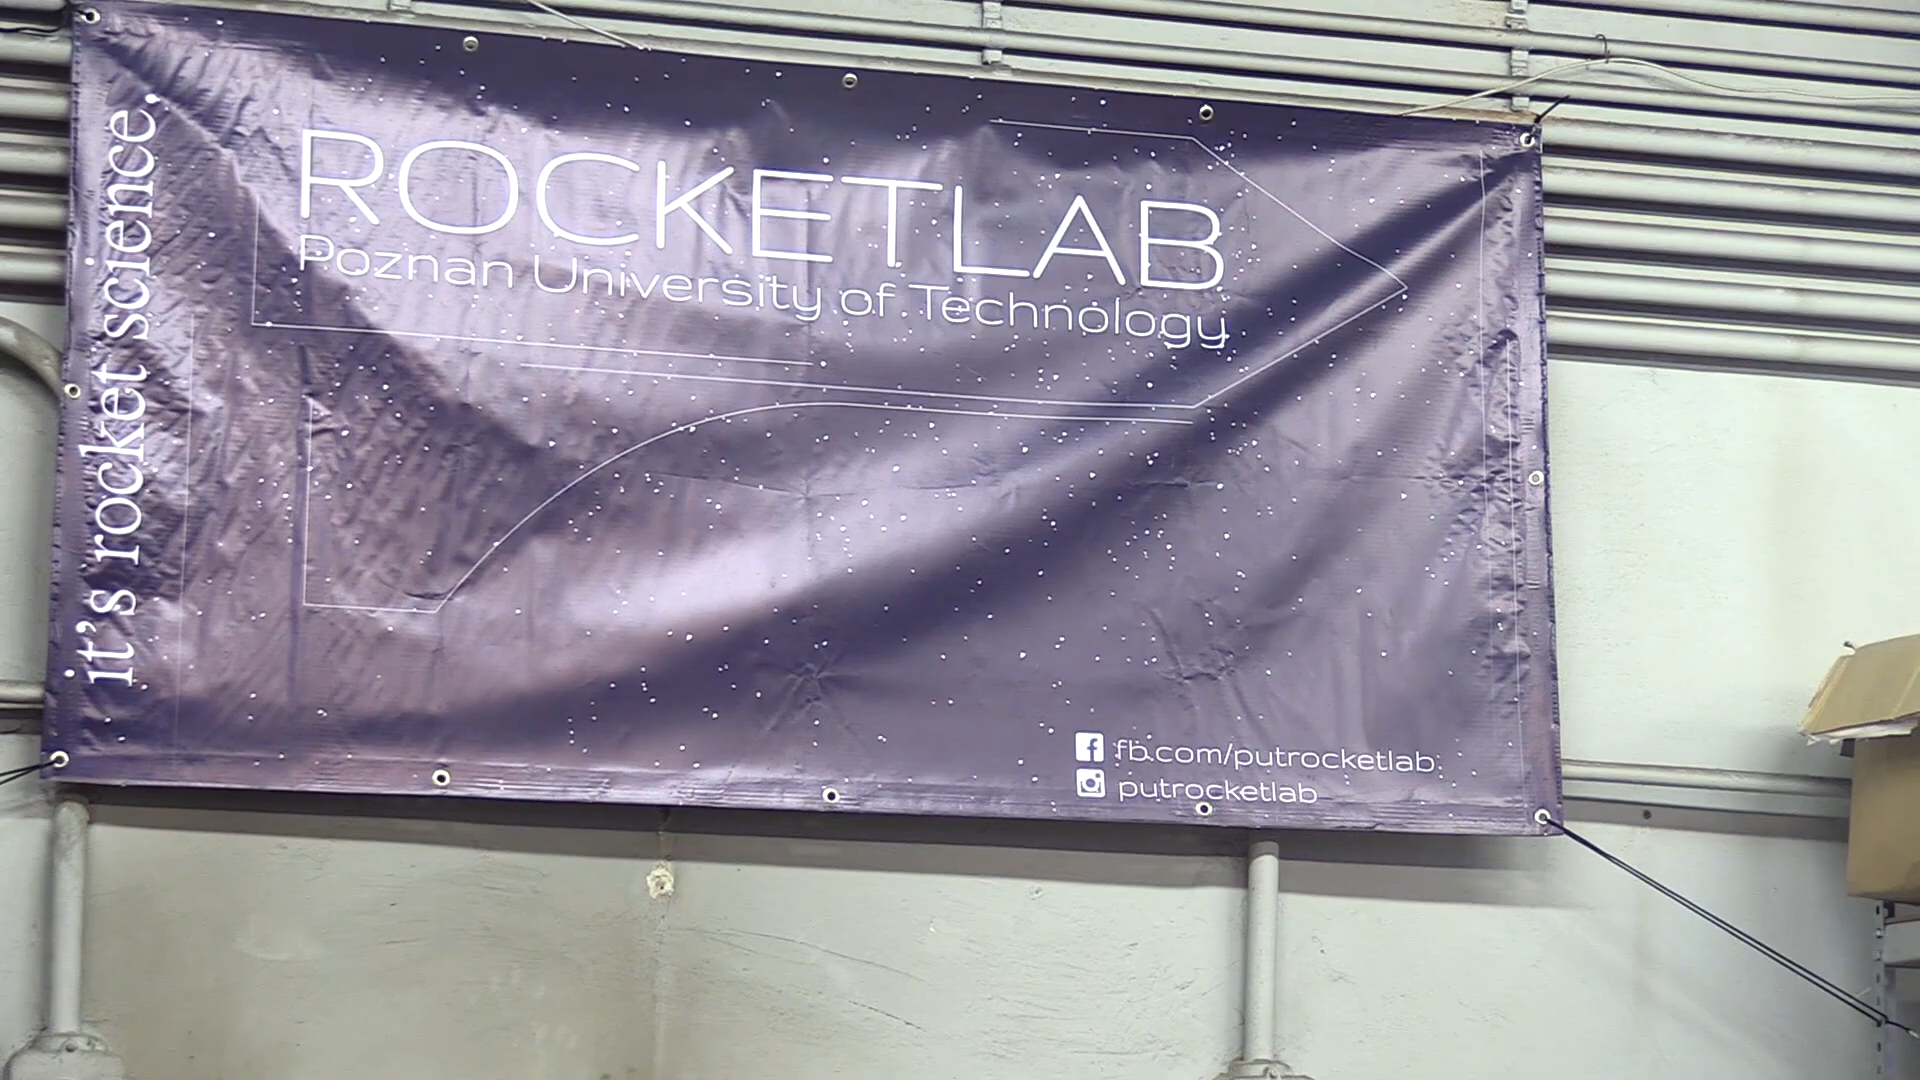 it's rocket science.
ROCKETLAB
Poznan University of Technology
fb.com/putrocketlab
putrocketlab